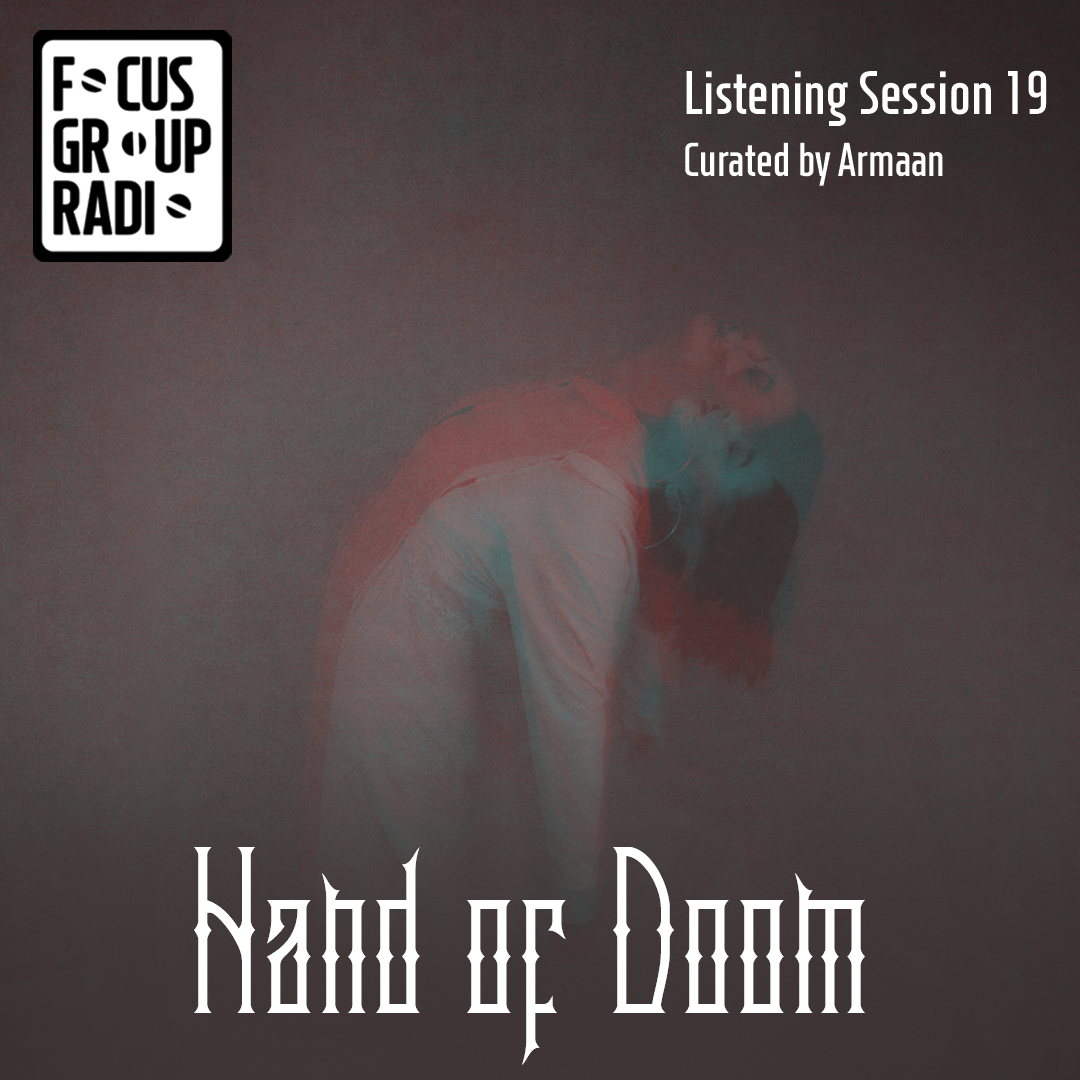 FOCUS
GROUP
RADIO
Listening Session 19
Curated by Armaan
Hand of Doom